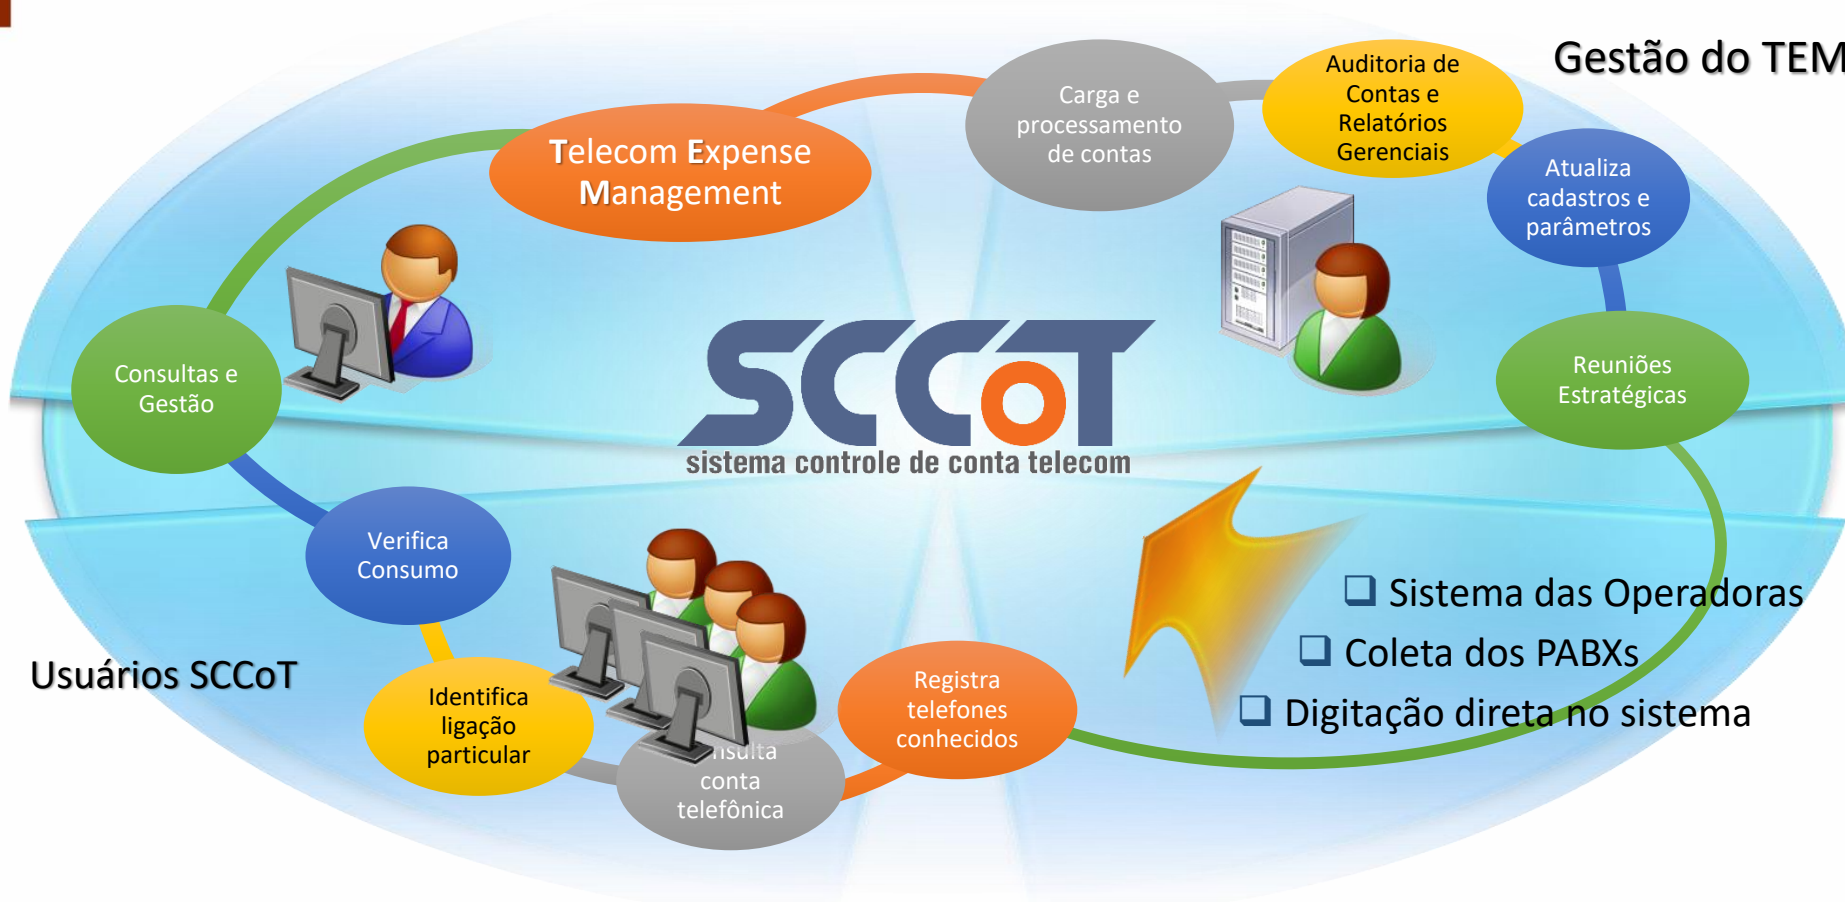 Gestão do TEM
Telecom Expense
Management
Carga e
processamento
de contas
Auditoria de
Contas e
Relatórios
Gerenciais
Atualiza
cadastros e
parâmetros
Reuniões
Estratégicas
Consultas e
Gestão
SCCoT
sistema controle de conta telecom
Verifica
Consumo
Usuários SCCoT
Identifica
ligação
particular
conta
telefônica
Registra
telefones
conhecidos
Sistema das Operadoras
Coleta dos PABXs
Digitação direta no sistema